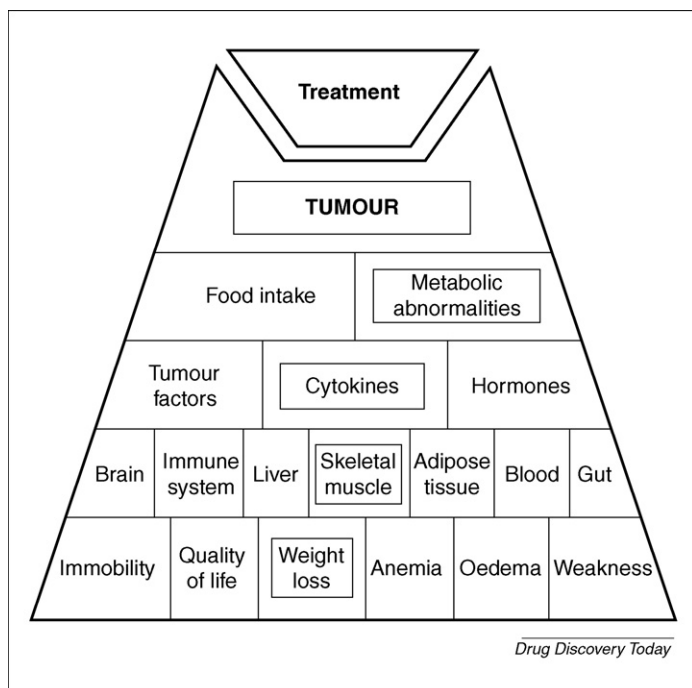 Treatment
TUMOUR
Food intake
Metabolic
abnormalities
Tumour
factors
Cytokines
Hormones
Brain
Immune
system
Liver
Skeletal
muscle
Adipose
tissue
Blood
Gut
Immobility
Quality
of life
Weight
loss
Anemia
Oedema
Weakness
Drug Discovery Today